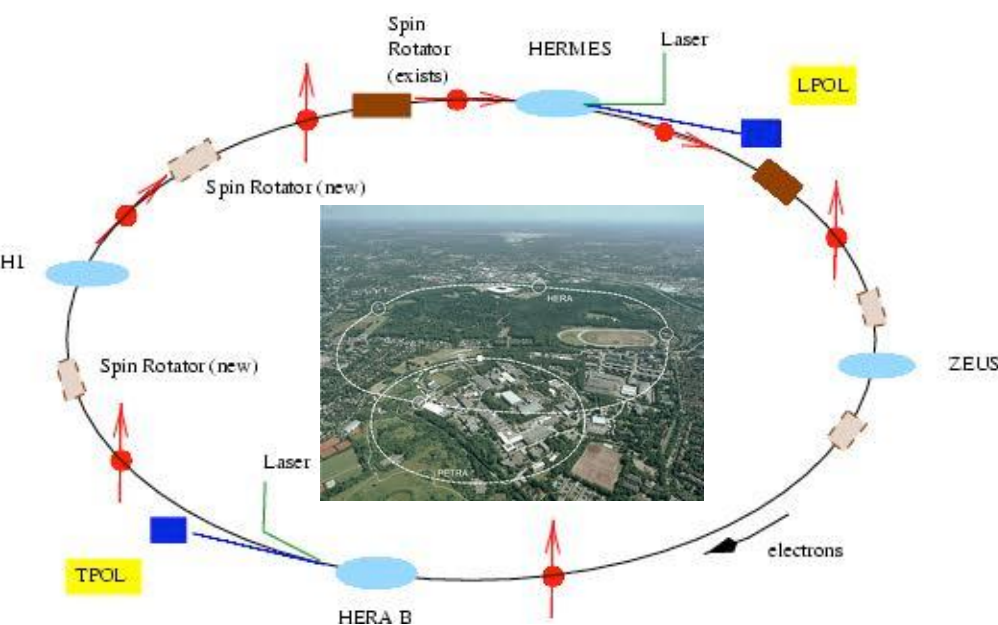 Spin
Rotator
(exists)
HERMES
Laser
LPOL
Spin Rotator (new)
H1
HERA
ZEUS
Spin Rotator (new)
Laser
PETRA
electrons
TPOL
HERA B